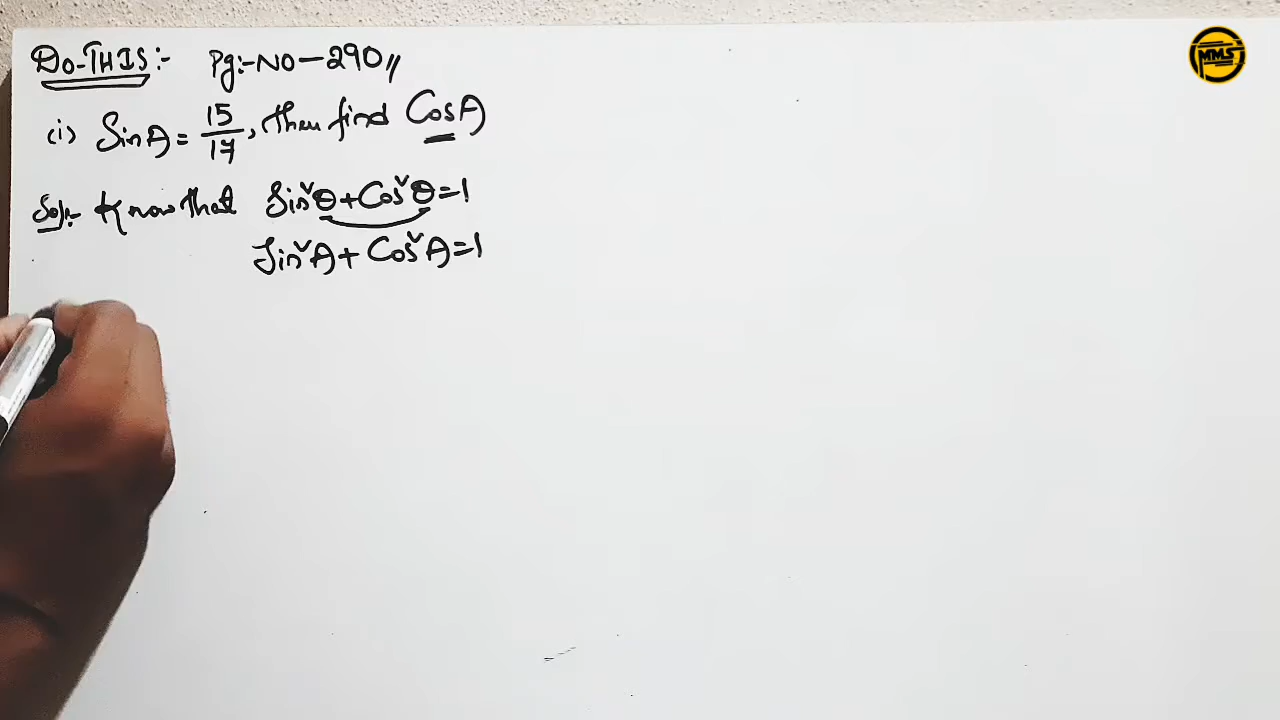 DO-THIS:- Pg:-NO-290//
(i) SinA = 15/17, then find CosA
Sol:- Know that Sin²θ+Cos²θ=1
Sin²A+Cos²A=1
MMS